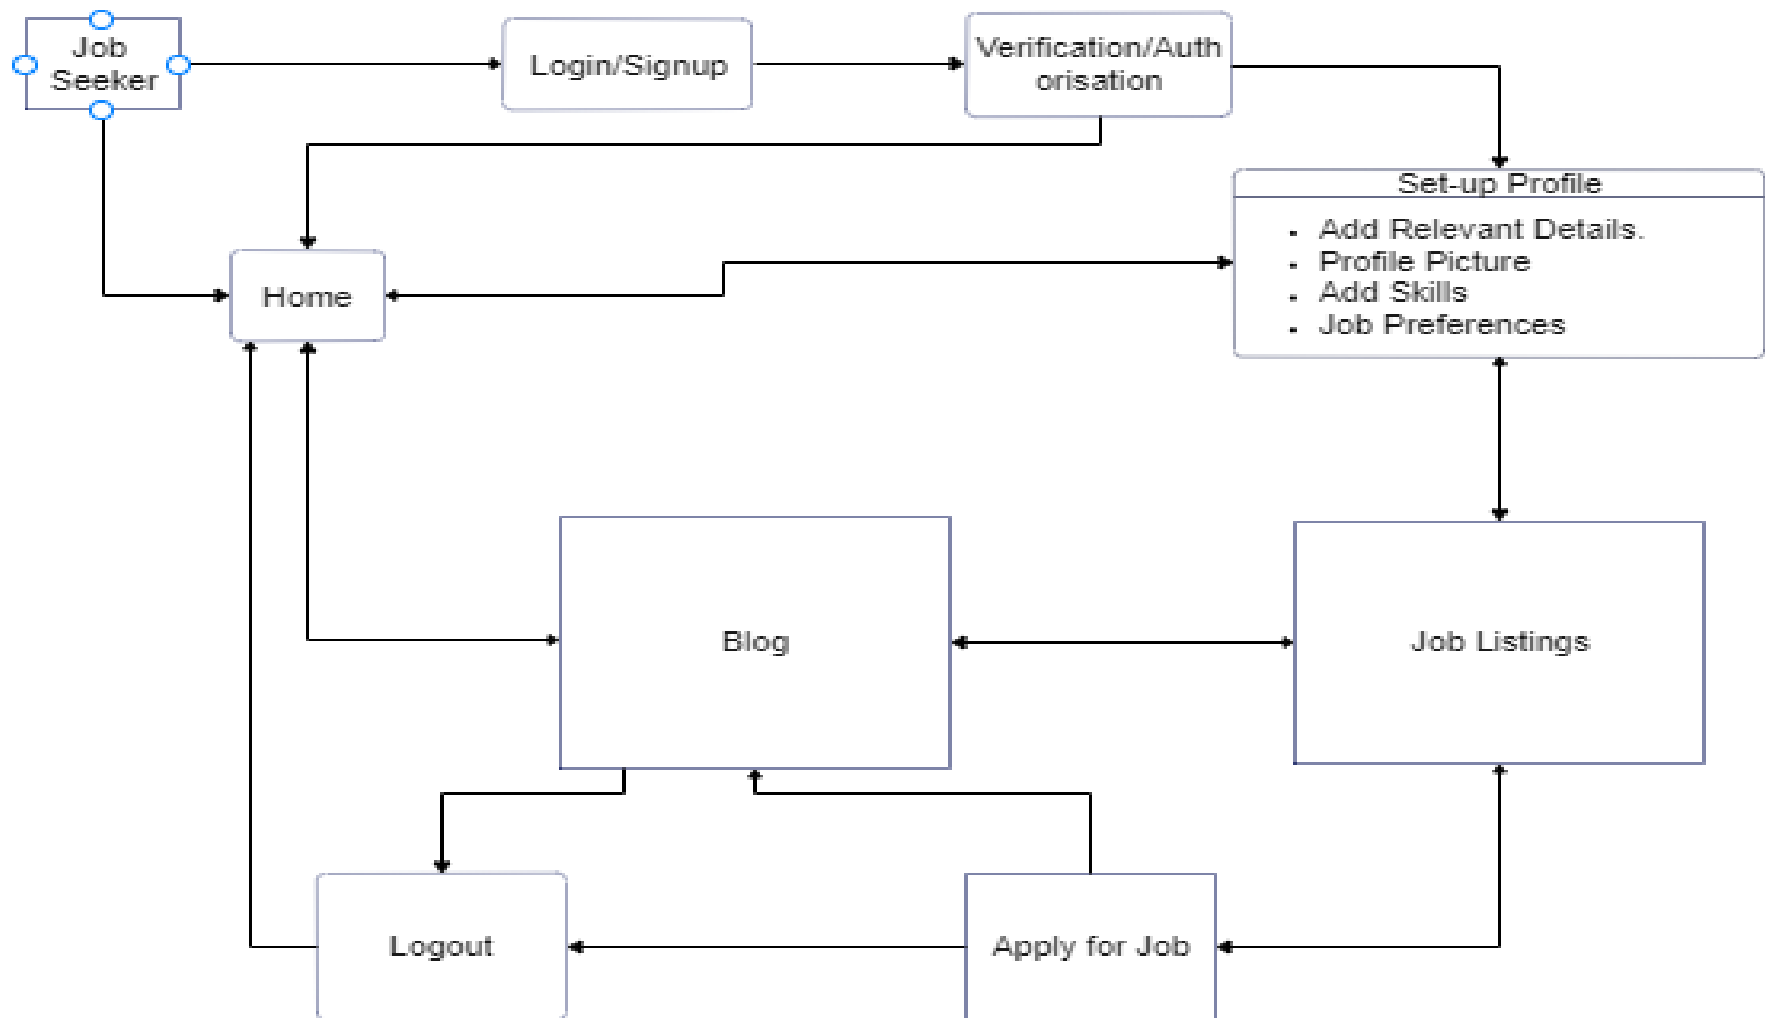 Job
Seeker
Login/Signup
Verification/Auth
orisation
Set-up Profile
Add Relevant Details.
Profile Picture
Add Skills
Job Preferences
Home
Blog
Job Listings
Logout
Apply for Job